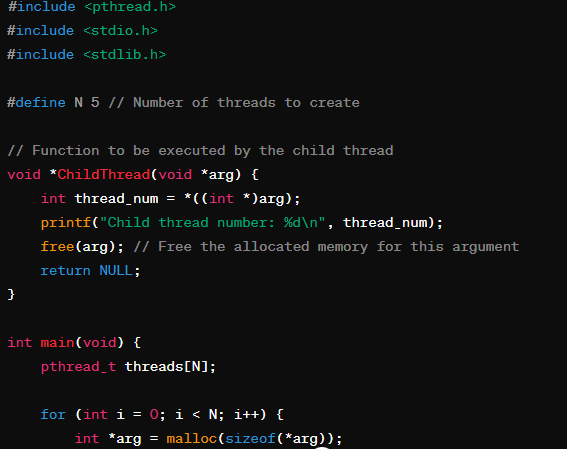 #include <pthread.h>
#include <stdio.h>
#include <stdlib.h>
#define N 5 // Number of threads to create
// Function to be executed by the child thread
void *ChildThread(void *arg) {
int thread_num = *((int *)arg);
printf("Child thread number: %d\n", thread_num);
free(arg); // Free the allocated memory for this argument
return NULL;
}
int main(void) {
pthread_t threads[N];
for (int i = 0; i < N; i++) {
int *arg = malloc(sizeof(*arg));